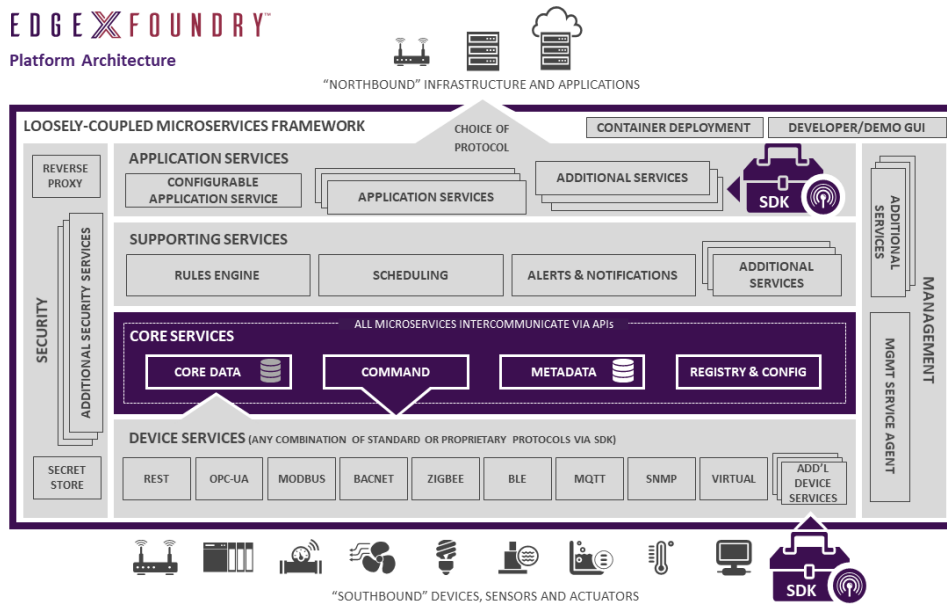 EDGE X FOUNDRY™
Platform Architecture
"NORTHBOUND" INFRASTRUCTURE AND APPLICATIONS
LOOSELY-COUPLED MICROSERVICES FRAMEWORK
CHOICE OF
PROTOCOL
CONTAINER DEPLOYMENT
DEVELOPER/DEMO GUI
REVERSE
PROXY
SECURITY
ADDITIONAL SECURITY SERVICES
SECRET
STORE
APPLICATION SERVICES
CONFIGURABLE
APPLICATION SERVICE
APPLICATION SERVICES
ADDITIONAL SERVICES
SDK
SUPPORTING SERVICES
RULES ENGINE
SCHEDULING
ALERTS & NOTIFICATIONS
ADDITIONAL
SERVICES
ALL MICROSERVICES INTERCOMMUNICATE VIA APIs
CORE SERVICES
CORE DATA
COMMAND
METADATA
REGISTRY & CONFIG
DEVICE SERVICES (ANY COMBINATION OF STANDARD OR PROPRIETARY PROTOCOLS VIA SDK)
REST
OPC-UA
MODBUS
BACNET
ZIGBEE
BLE
MQTT
SNMP
VIRTUAL
ADD'L
DEVICE
SERVICES
ADDITIONAL
SERVICES
MANAGEMENT
MGMT SERVICE AGENT
SDK
"SOUTHBOUND" DEVICES, SENSORS AND ACTUATORS